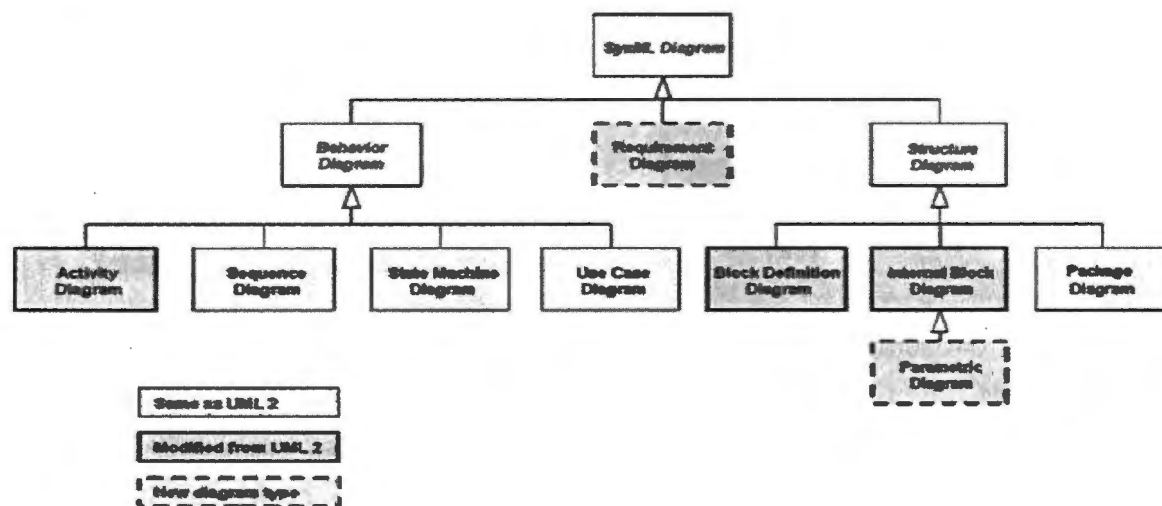 SysML Diagram
Behavior
Diagram
Requirement
Diagram
Structure
Diagram
Activity
Diagram
Sequence
Diagram
State Machine
Diagram
Use Case
Diagram
Block Definition
Diagram
Internal Block
Diagram
Package
Diagram
Parametric
Diagram
Same as UML 2
Modified from UML 2
New diagram type